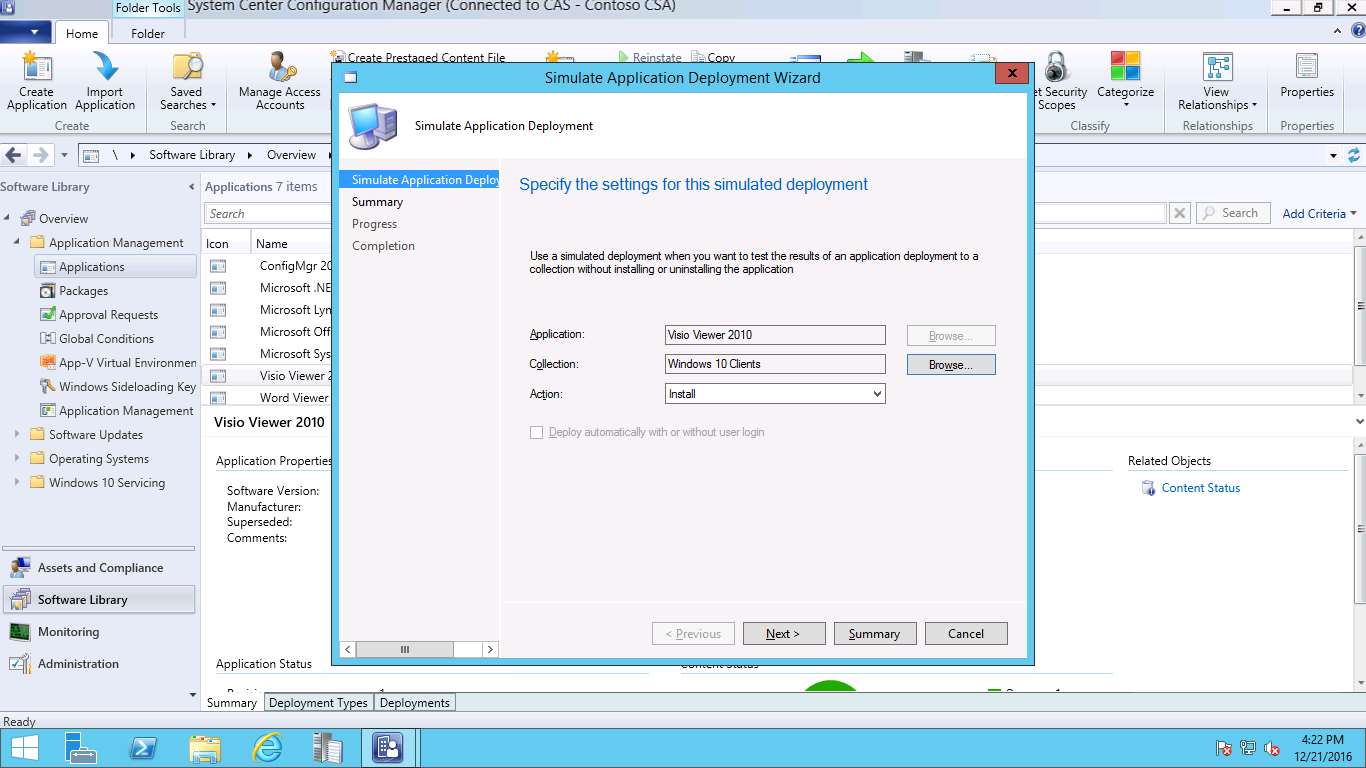 Folder Tools
System Center Configuration Manager (Connected to CAS - Contoso CSA)
Home
Folder
Create Application
Import Application
Saved Searches
Manage Access Accounts
Create Prestaged Content File
Reinstate
Copy
Security Scopes
Categorize
View Relationships
Properties
Create
Search
Classify
Relationships
Properties
\
Software Library
Overview
Software Library
Overview
Application Management
Applications
Packages
Approval Requests
Global Conditions
App-V Virtual Environmen
Windows Sideloading Key
Application Management
Software Updates
Operating Systems
Windows 10 Servicing
Assets and Compliance
Software Library
Monitoring
Administration
Applications 7 items
Search
Search
Add Criteria
Icon
Name
ConfigMgr 20
Microsoft .NE
Microsoft Lyn
Microsoft Off
Microsoft Sys
Visio Viewer 2
Word Viewer
Visio Viewer 2010
Application Properties
Software Version:
Manufacturer:
Superseded:
Comments:
Related Objects
Content Status
Application Status
Content Status
Summary
Deployment Types
Deployments
Simulate Application Deployment Wizard
Simulate Application Deployment
Simulate Application Deploy
Summary
Progress
Completion
Specify the settings for this simulated deployment
Use a simulated deployment when you want to test the results of an application deployment to a
collection without installing or uninstalling the application
Application:
Visio Viewer 2010
Browse...
Collection:
Windows 10 Clients
Browse...
Action:
Install
Deploy automatically with or without user login
< Previous
Next >
Summary
Cancel
Ready
4:22 PM
12/21/2016